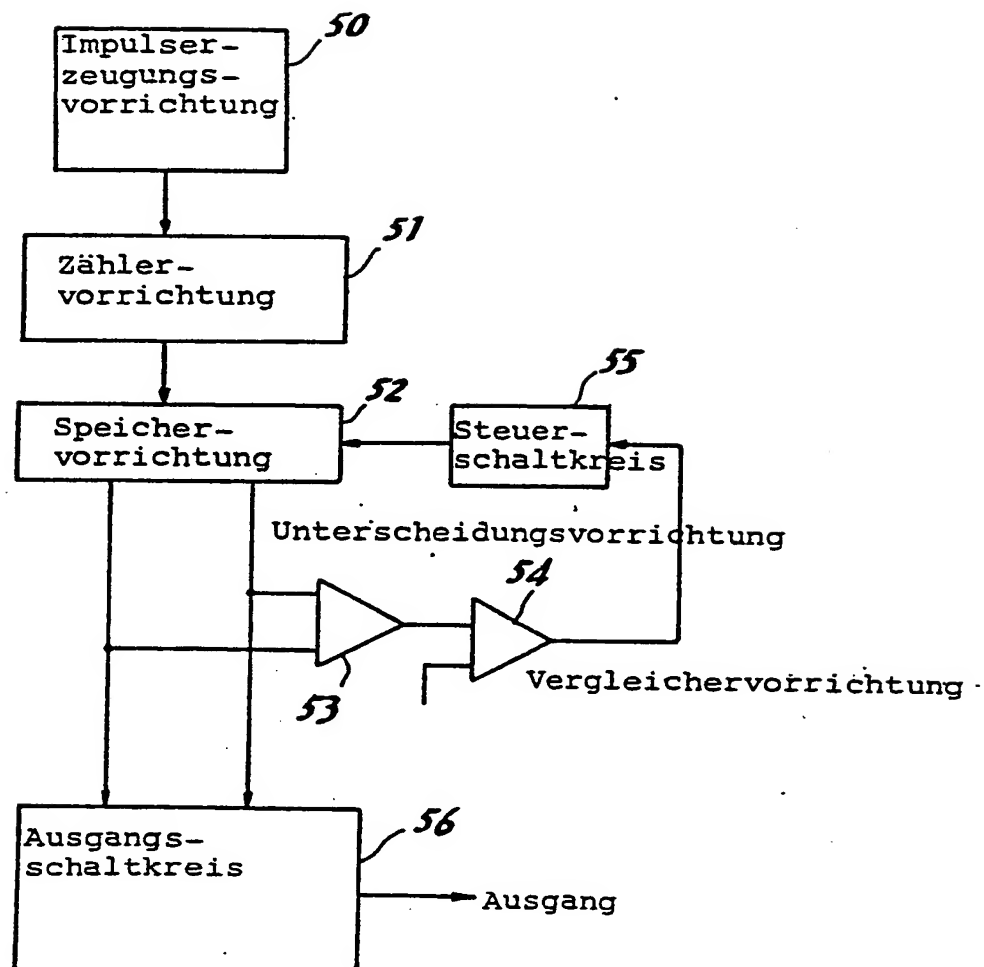 50
Impulser-
zeugungs-
vorrichtung
51
Zähler-
vorrichtung
52
Speicher-
vorrichtung
55
Steuer-
schaltkreis
Unterscheidungsvorrichtung
54
53
Vergleichervorrichtung
56
Ausgangs-
schaltkreis
Ausgang